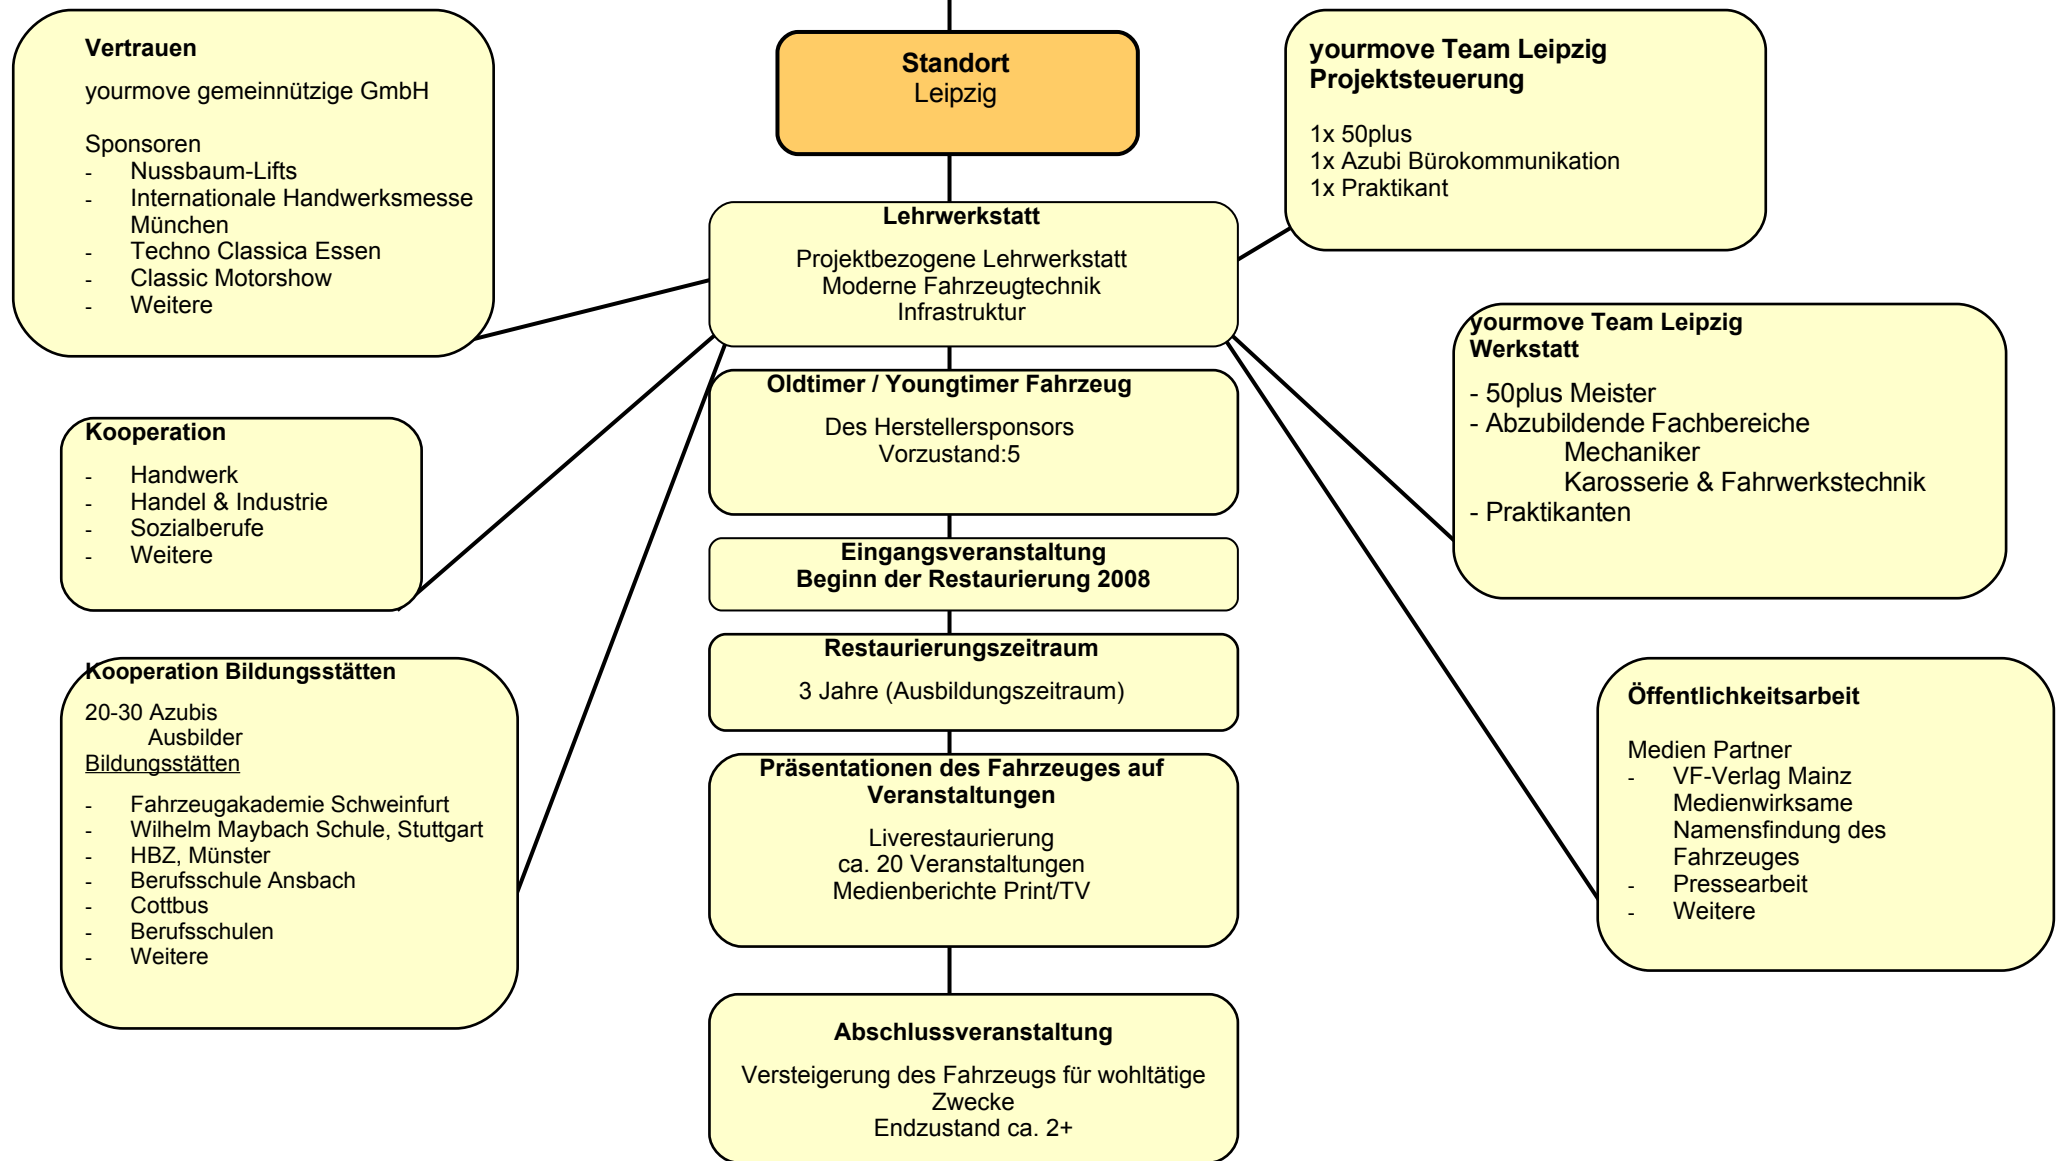 Vertrauen
yourmove gemeinnützige GmbH
Sponsoren
- Nussbaum-Lifts
- Internationale Handwerksmesse
München
- Techno Classica Essen
- Classic Motorshow
- Weitere
Kooperation
- Handwerk
- Handel & Industrie
- Sozialberufe
- Weitere
Kooperation Bildungsstätten
20-30 Azubis
Ausbilder
Bildungsstätten
- Fahrzeugakademie Schweinfurt
- Wilhelm Maybach Schule, Stuttgart
- HBZ, Münster
- Berufsschule Ansbach
- Cottbus
- Berufsschulen
- Weitere
Standort
Leipzig
Lehrwerkstatt
Projektbezogene Lehrwerkstatt
Moderne Fahrzeugtechnik
Infrastruktur
Oldtimer / Youngtimer Fahrzeug
Des Herstellersponsors
Vorzustand:5
Eingangsveranstaltung
Beginn der Restaurierung 2008
Restaurierungszeitraum
3 Jahre (Ausbildungszeitraum)
Präsentationen des Fahrzeuges auf
Veranstaltungen
Liverestaurierung
ca. 20 Veranstaltungen
Medienberichte Print/TV
Abschlussveranstaltung
Versteigerung des Fahrzeugs für wohltätige
Zwecke
Endzustand ca. 2+
yourmove Team Leipzig
Projektsteuerung
1x 50plus
1x Azubi Bürokommunikation
1x Praktikant
yourmove Team Leipzig
Werkstatt
- 50plus Meister
- Abzubildende Fachbereiche
Mechaniker
Karosserie & Fahrwerkstechnik
- Praktikanten
Öffentlichkeitsarbeit
Medien Partner
- VF-Verlag Mainz
Medienwirksame
Namensfindung des
Fahrzeuges
- Pressearbeit
- Weitere